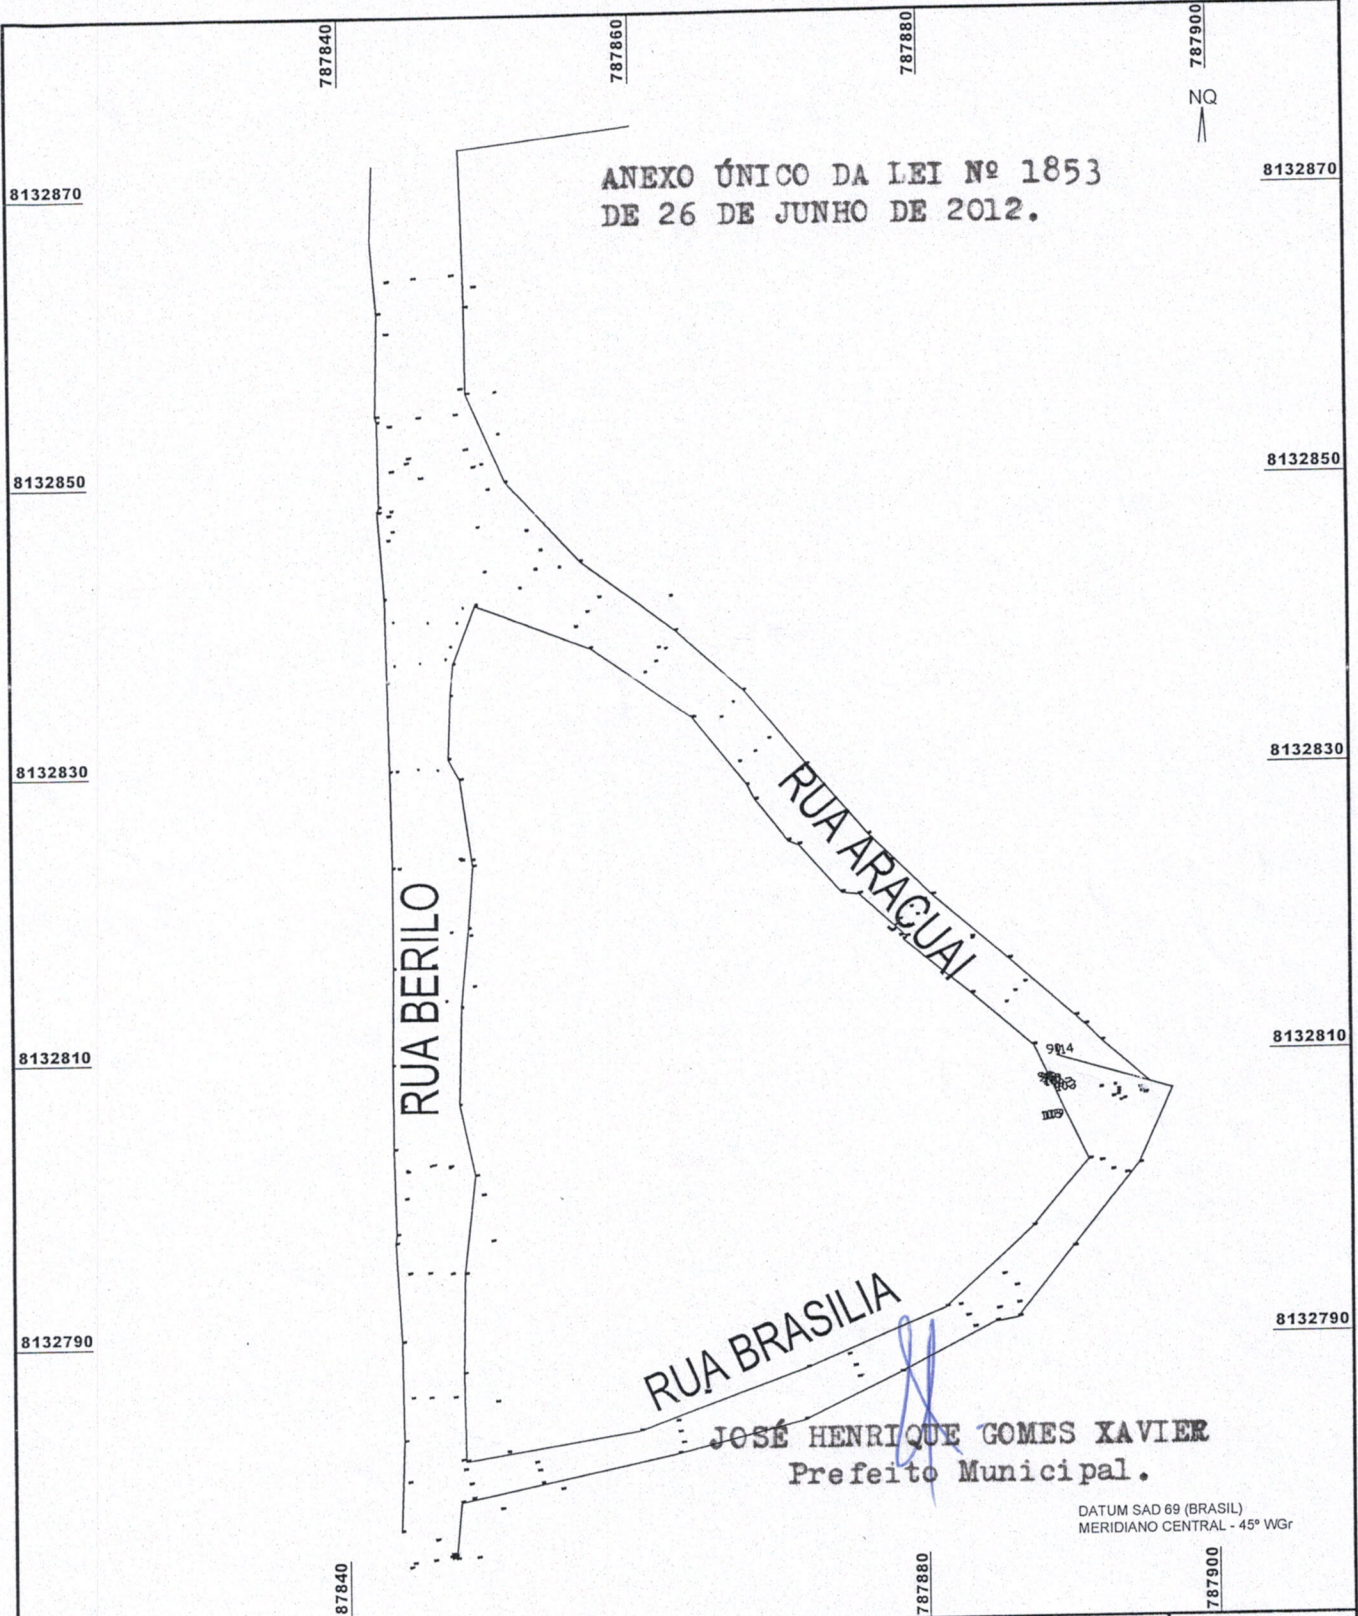 787840
787860
787880
787900
NQ
ANEXO ÚNICO DA LEI Nº 1853
DE 26 DE JUNHO DE 2012.
8132870
8132870
8132850
8132850
8132830
8132830
RUA ARAÇUAI
RUA BERILO
8132810
8132810
RUA BRASILIA
8132790
8132790
JOSÉ HENRIQUE GOMES XAVIER
Prefeito Municipal.
DATUM SAD 69 (BRASIL)
MERIDIANO CENTRAL - 45º WGr
787840
787880
787900